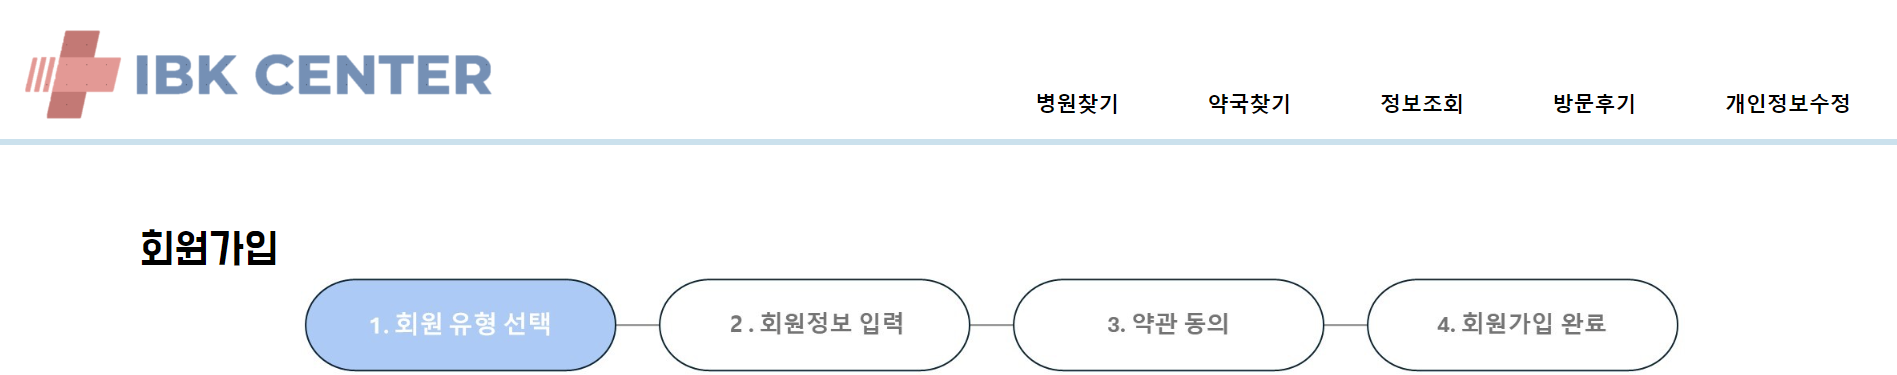 IBK CENTER
병원찾기 약국찾기 정보조회 방문후기 개인정보수정
회원가입
1. 회원 유형 선택 2 . 회원정보 입력 3. 약관 동의 4. 회원가입 완료